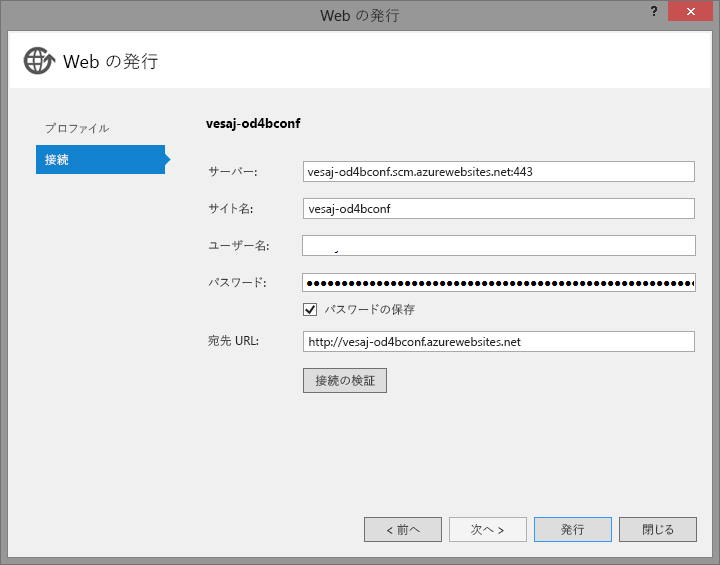 Web の発行
?
Web の発行
プロファイル
接続
vesaj-od4bconf
サーバー: vesaj-od4bconf.scm.azurewebsites.net:443
サイト名: vesaj-od4bconf
ユーザー名:
パスワード: ●●●●●●●●●●●●●●●●●●●●●●●●●●●●●●●●●●●●●●●●●●●●●●●●●●●●●●●●
パスワードの保存
宛先 URL: http://vesaj-od4bconf.azurewebsites.net
接続の検証
< 前へ 次へ > 発行 閉じる